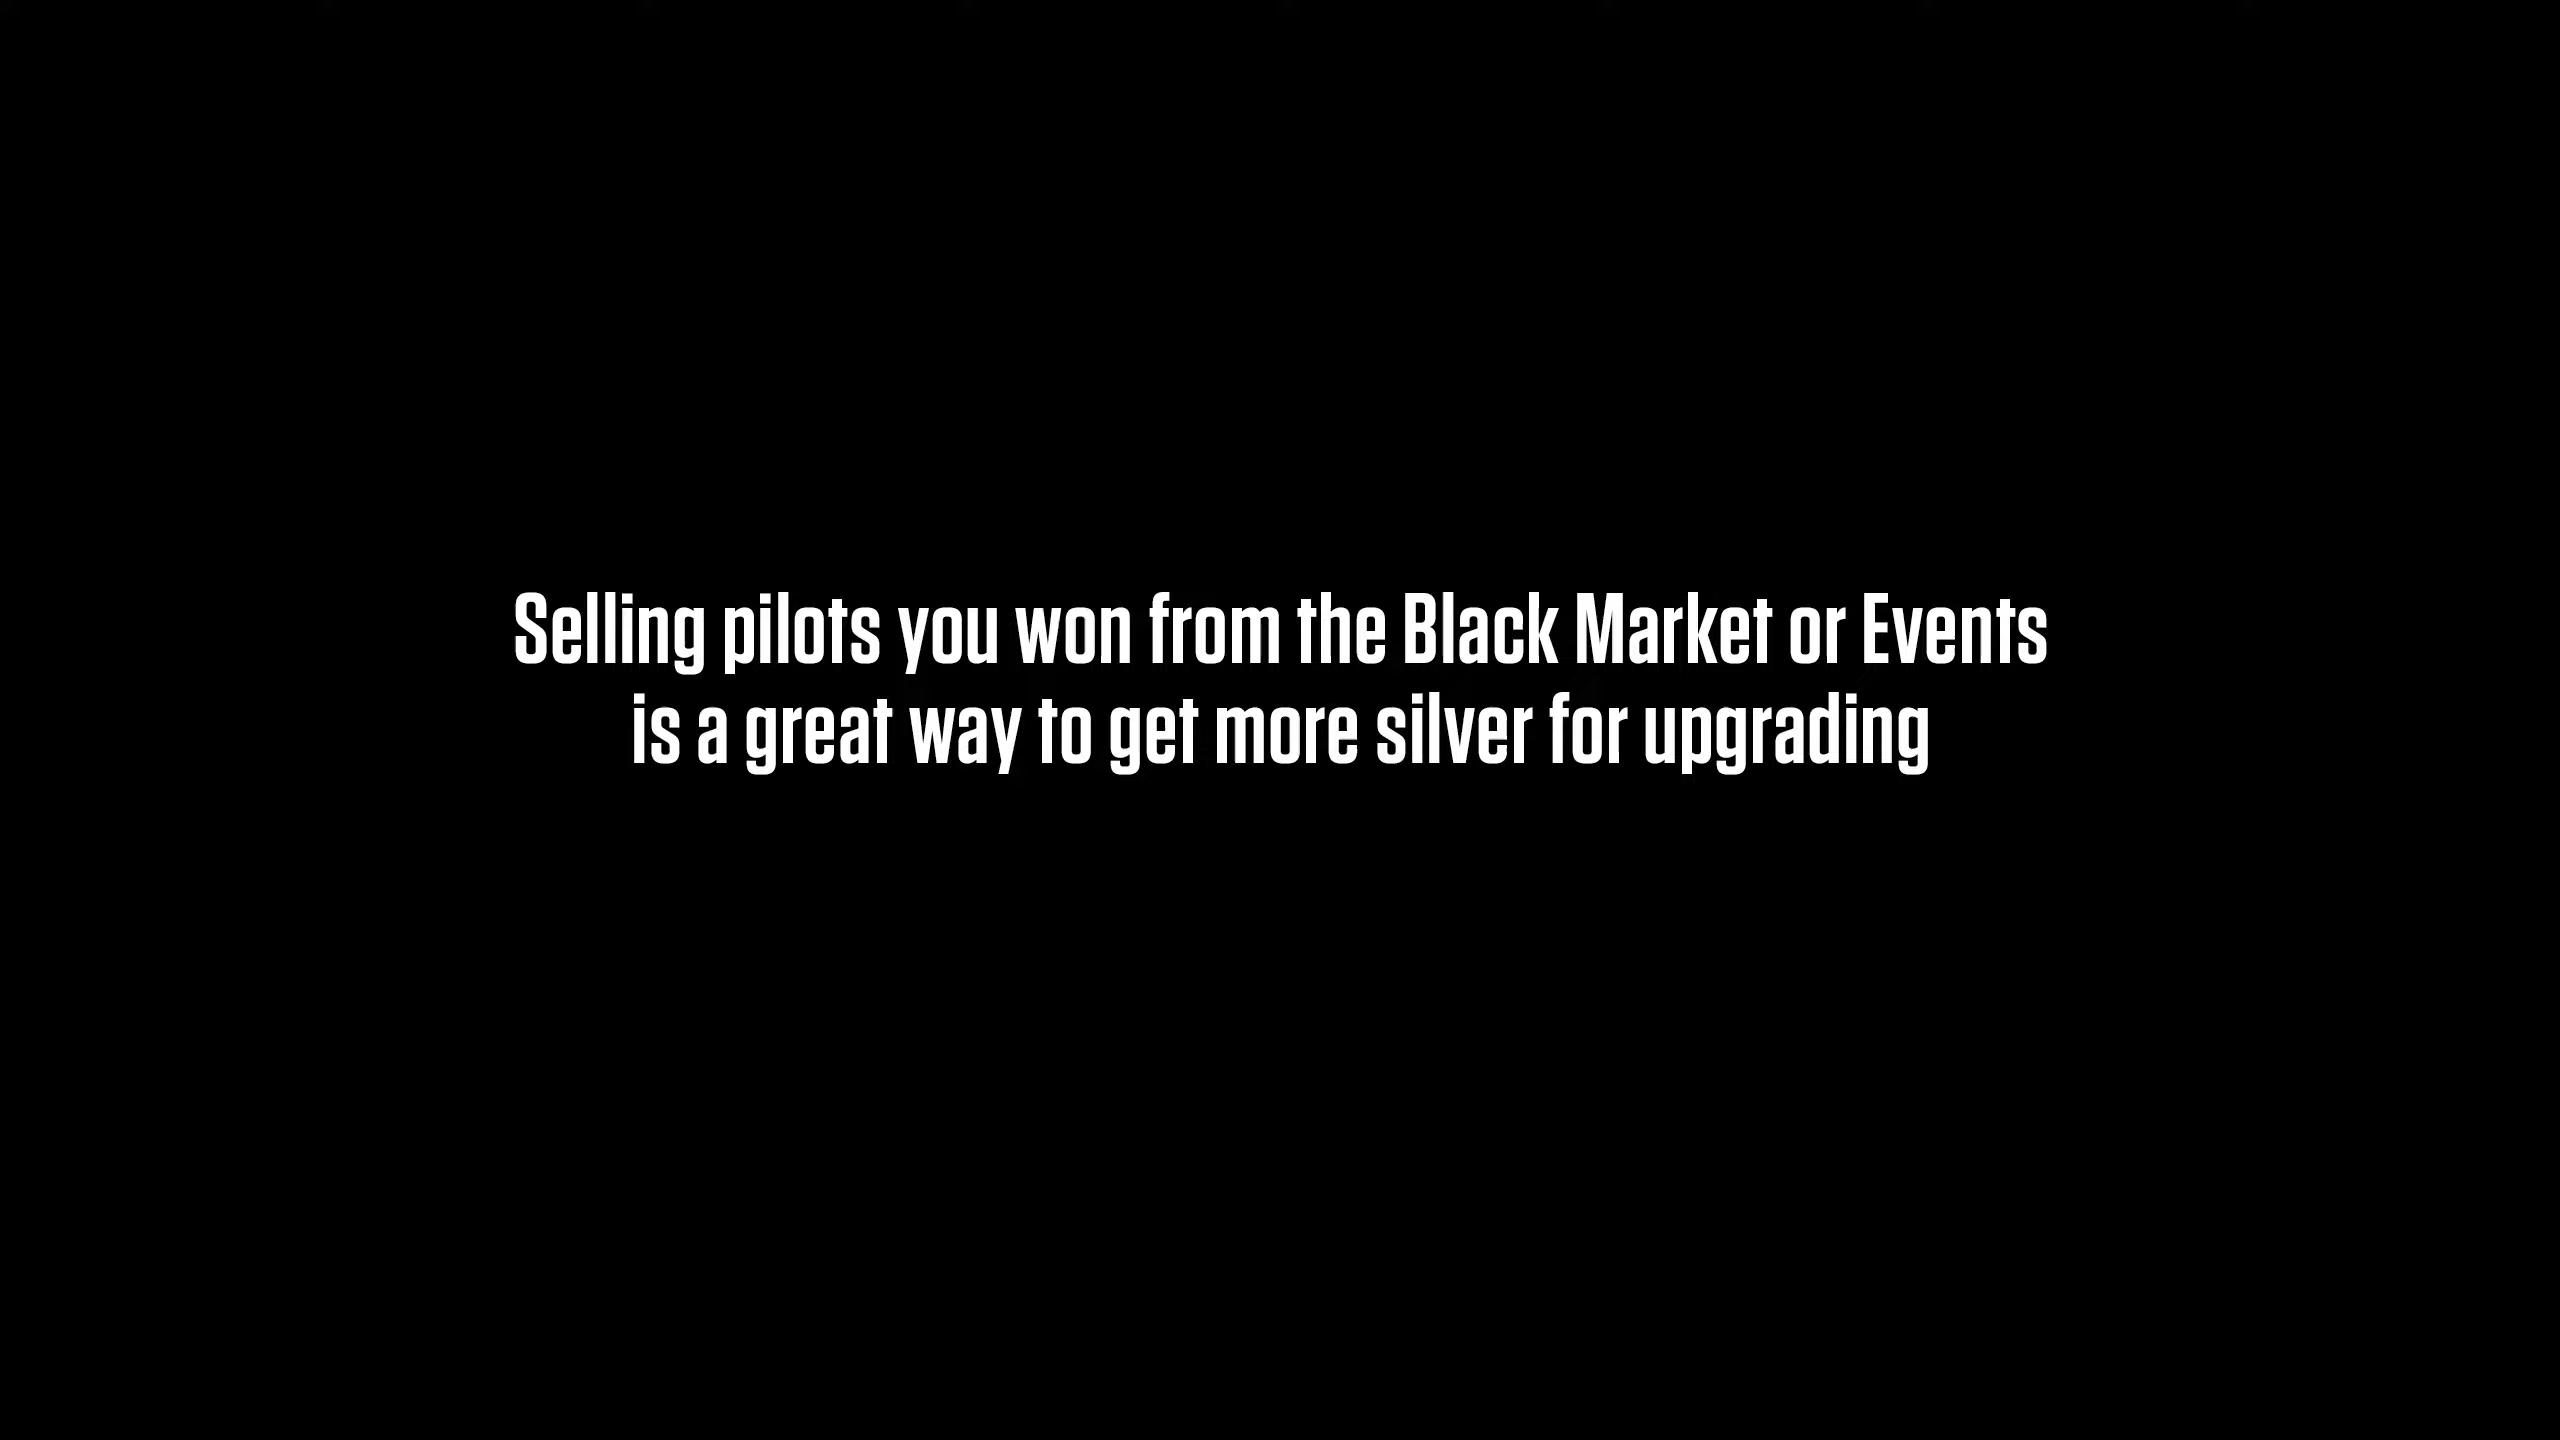 Selling pilots you won from the Black Market or Events
is a great way to get more silver for upgrading